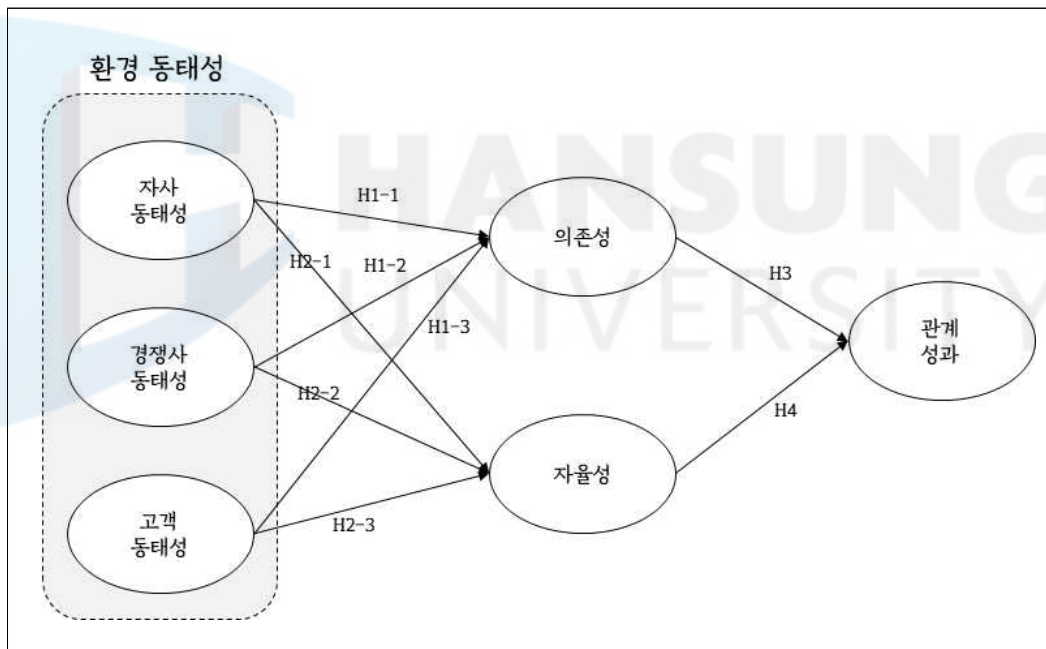 환경 동태성
자사
동태성
경쟁사
동태성
고객
동태성
H1-1
H2-1
H1-2
H1-3
H2-2
H2-3
의존성
자율성
H3
H4
관계
성과
HANSUNG
UNIVERSITY